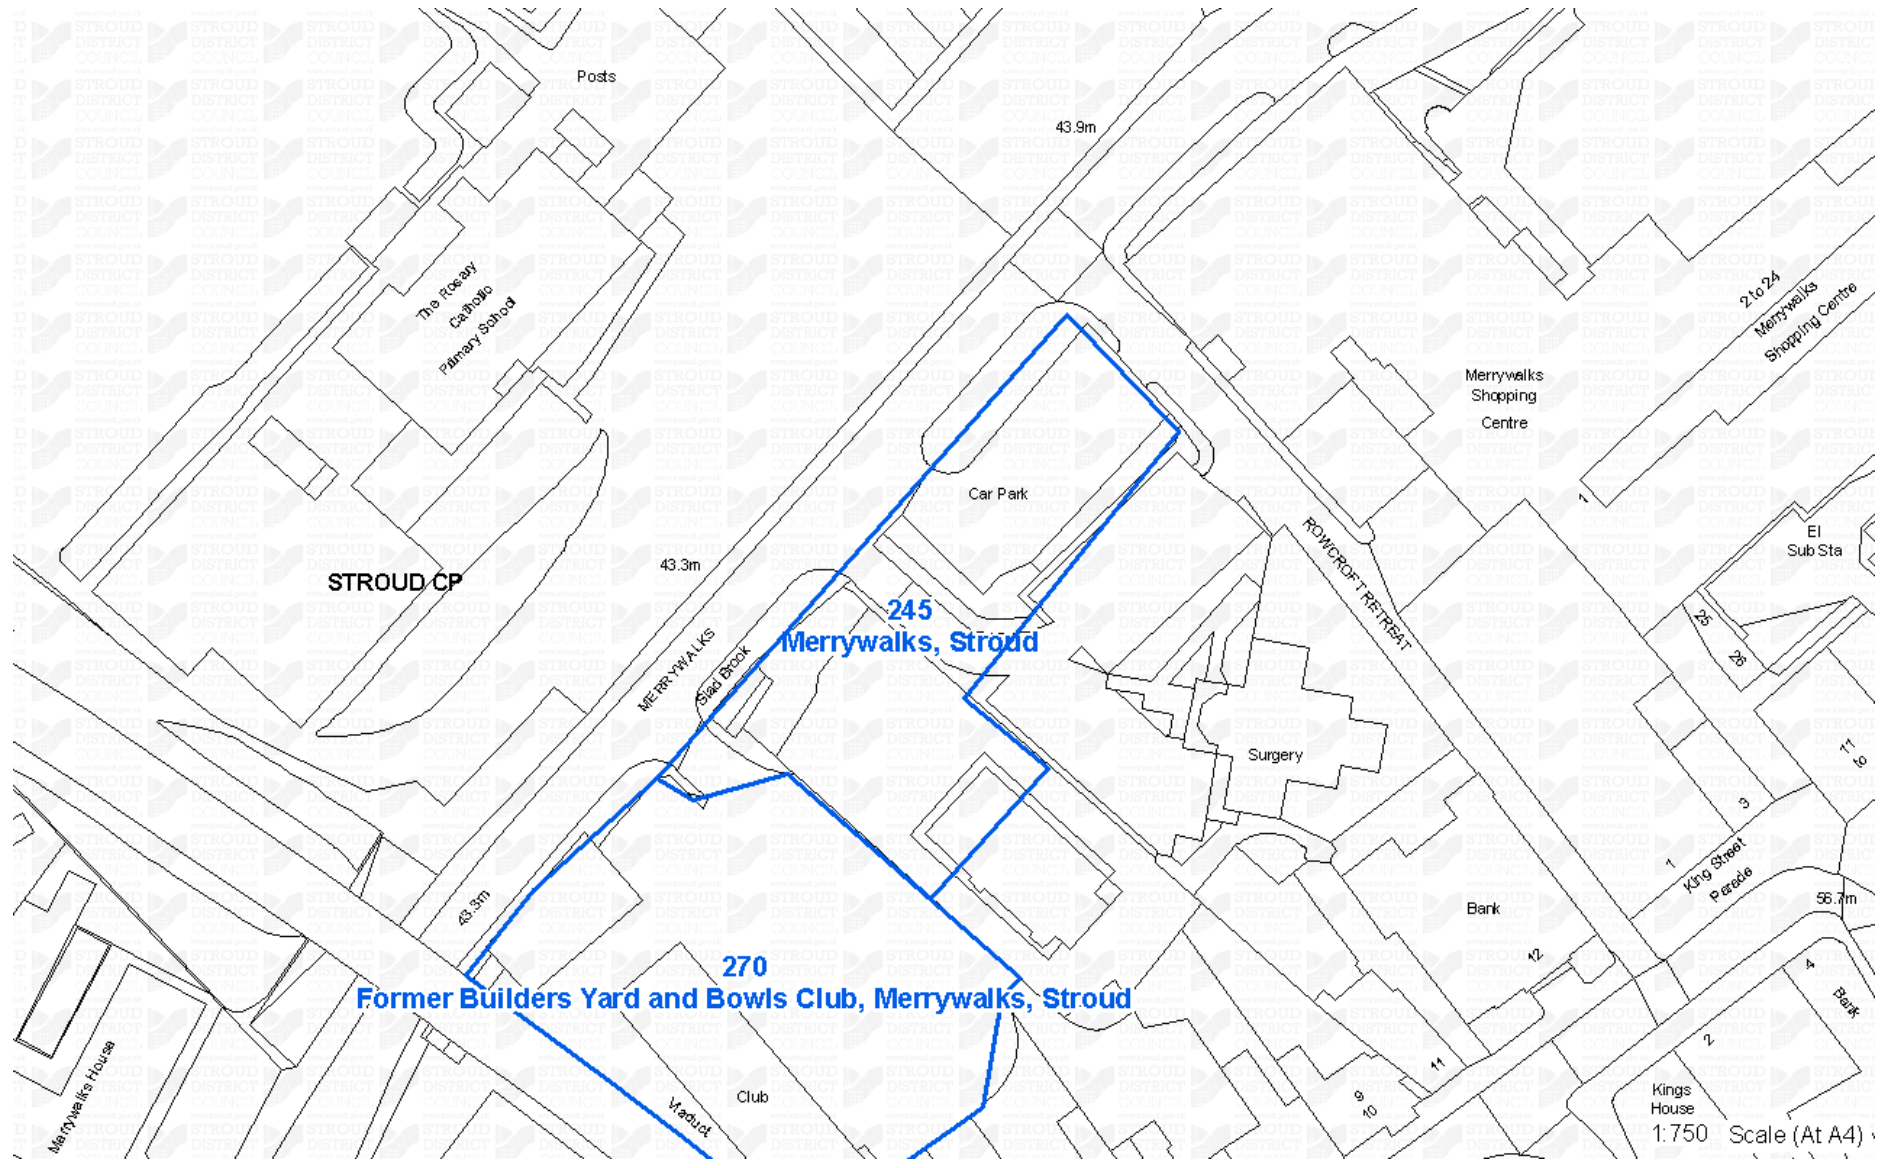 Posts
43.9m
The Rosary
Catholic
Primary School
2 to 24
Merrywalks
Shopping Centre
Merrywalks
Shopping
Centre
1
Car Park
El
Sub Sta
ROWCROFT RETREAT
43.3m
STROUD CP
245
Merrywalks, Stroud
MERRYWALKS
Slad Brook
25
26
11
to
Surgery
3
1
King Street
Parade
56.7m
43.3m
Bank
12
4
Bank
270
Former Builders Yard and Bowls Club, Merrywalks, Stroud
2
11
9
10
Merrywalks House
Viaduct
Club
Kings
House
1:750 Scale (At A4)
STROUD
DISTRICT
COUNCIL